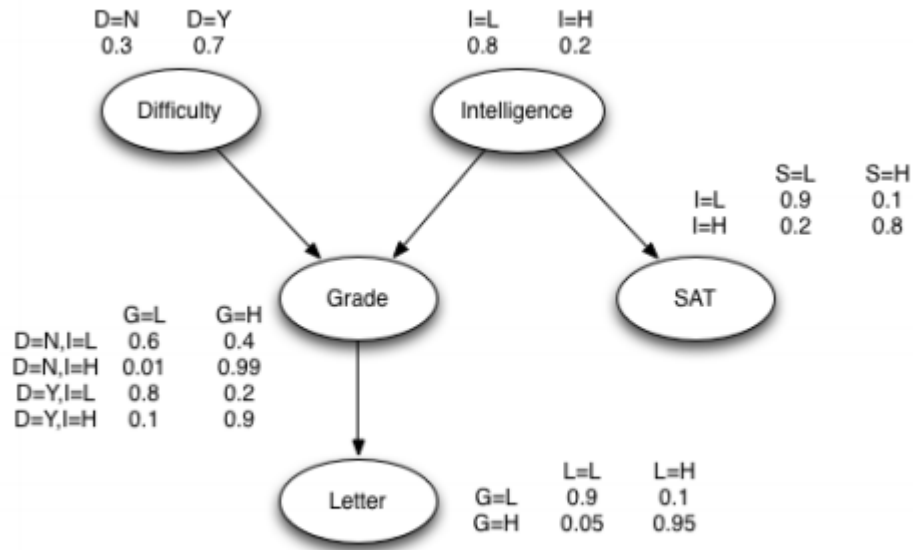 D=N D=Y
0.3 0.7
I=L I=H
0.8 0.2
Difficulty
Intelligence
S=L S=H
I=L 0.9 0.1
I=H 0.2 0.8
Grade
SAT
G=L G=H
D=N,I=L 0.6 0.4
D=N,I=H 0.01 0.99
D=Y,I=L 0.8 0.2
D=Y,I=H 0.1 0.9
Letter
L=L L=H
G=L 0.9 0.1
G=H 0.05 0.95